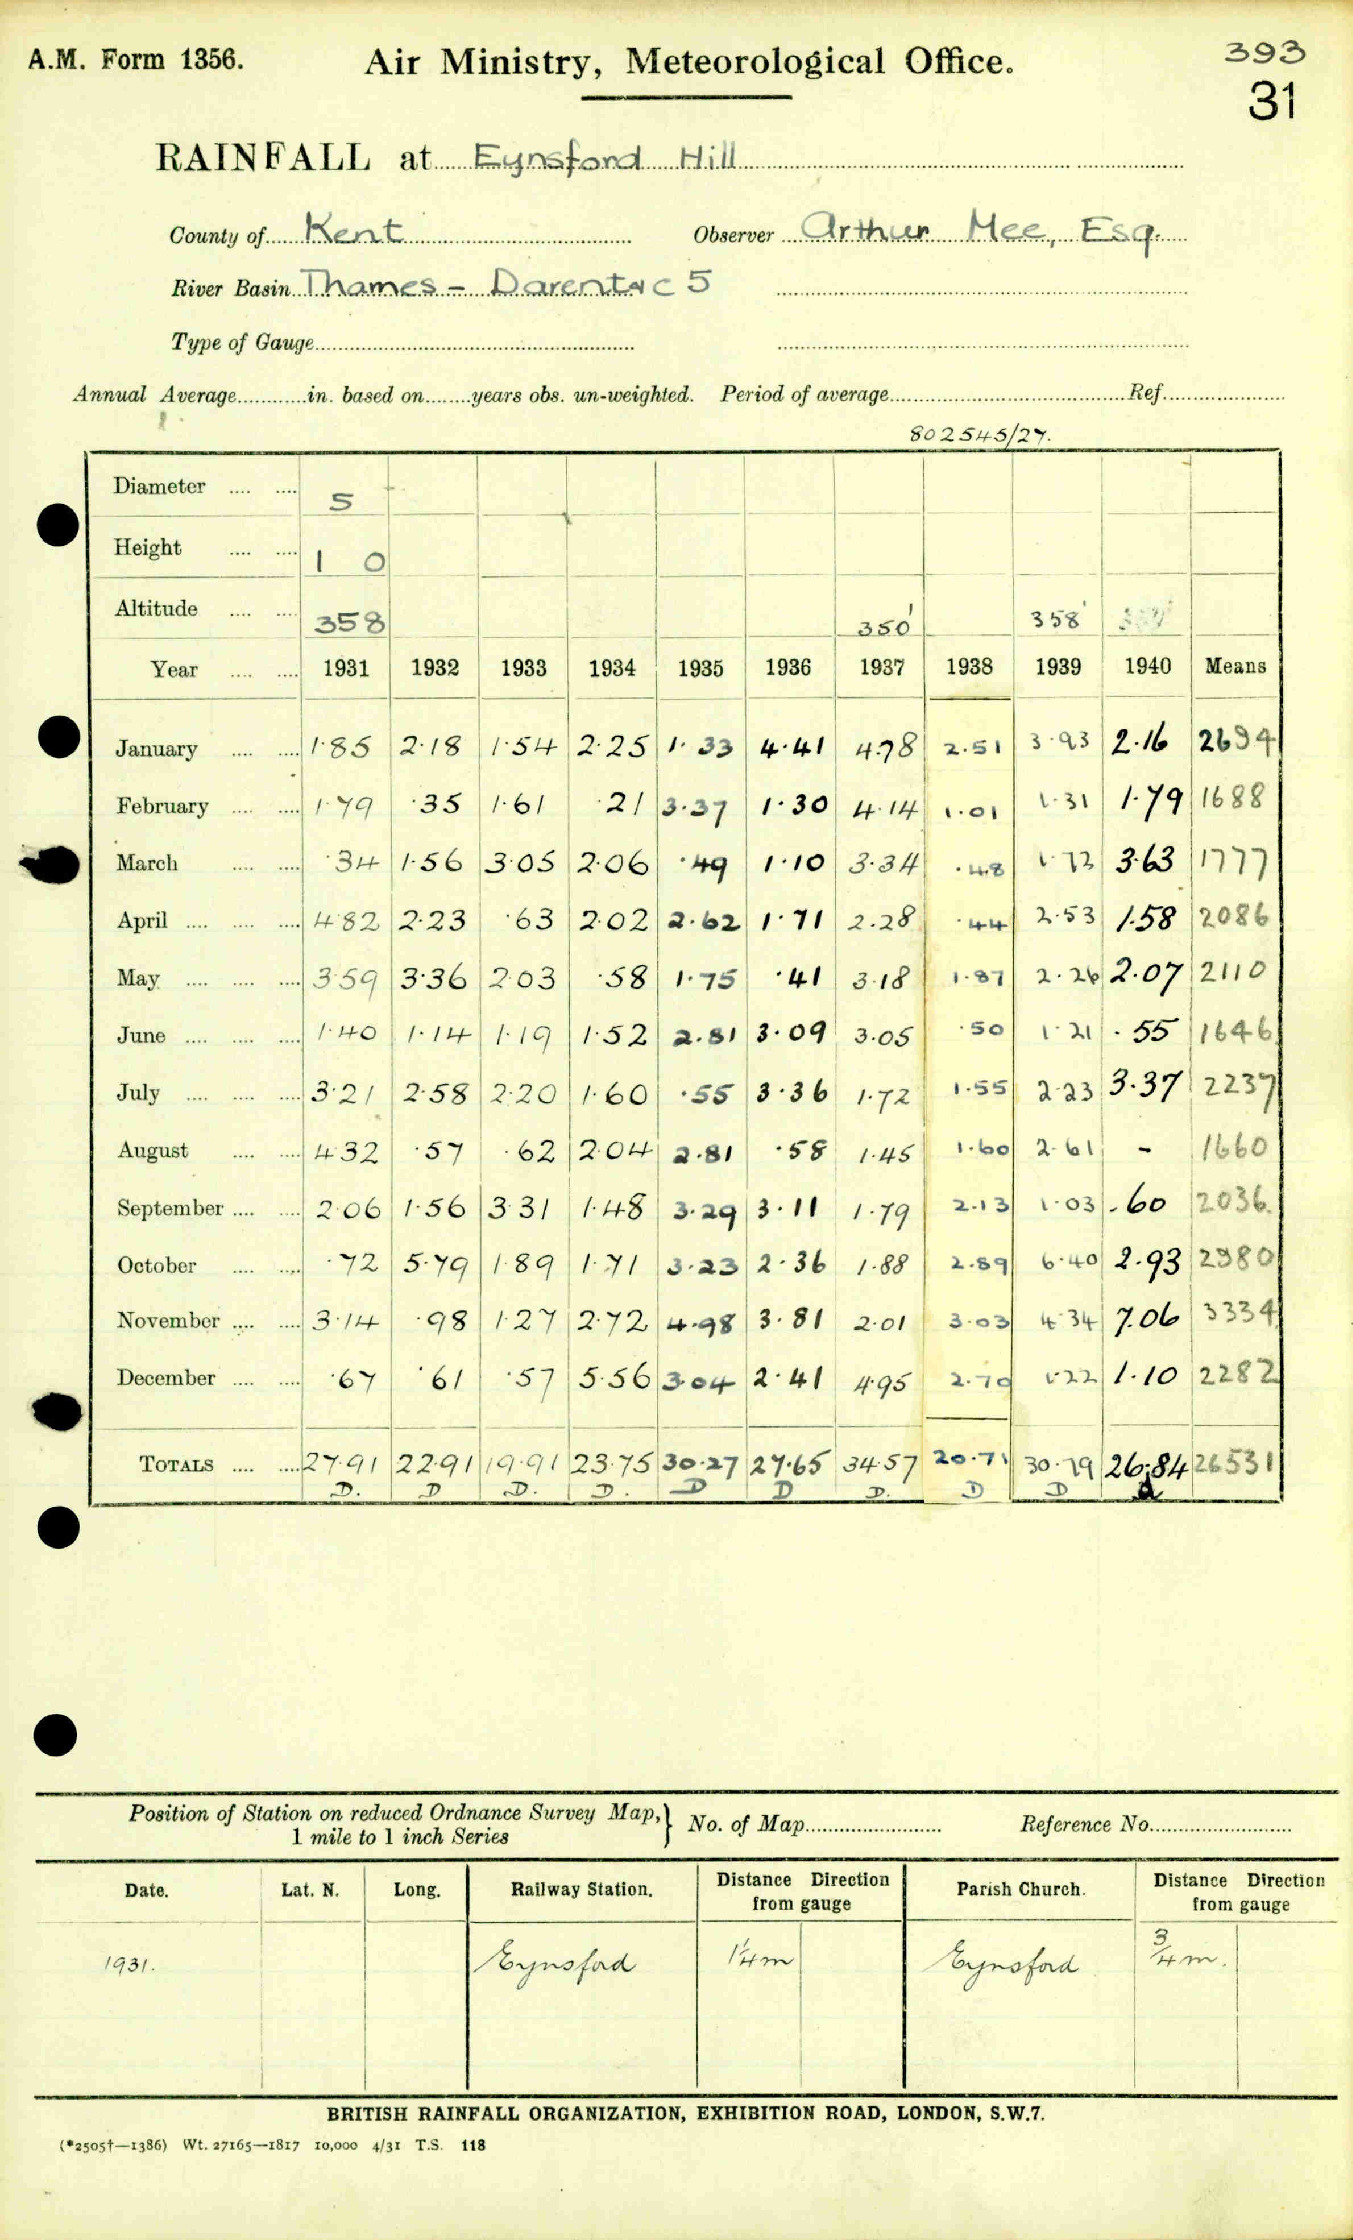 A.M. Form 1356. Air Ministry, Meteorological Office. 393
31
RAINFALL at Eynsford Hill
County of Kent Observer Arthur Mee, Esq.
River Basin Thames – Darent 4C5
Type of Gauge
Annual Average in. based on years obs. un-weighted. Period of average Ref.
802545/27.
Diameter 5
Height 1 0
Altitude 358 350' 358'
Year 1931 1932 1933 1934 1935 1936 1937 1938 1939 1940 Means
January 1.85 2.18 1.54 2.25 1.33 4.41 4.78 2.51 3.93 2.16 2694
February 1.79 .35 1.61 .21 3.37 1.30 4.14 1.01 1.31 1.79 1688
March .34 1.56 3.05 2.06 .49 1.10 3.34 .48 1.72 3.63 1777
April 4.82 2.23 .63 2.02 2.62 1.71 2.28 .44 2.53 1.58 2086
May 3.59 3.36 2.03 .58 1.75 .41 3.18 1.87 2.26 2.07 2110
June 1.40 1.14 1.19 1.52 2.81 3.09 3.05 .50 1.21 .55 1646
July 3.21 2.58 2.20 1.60 .55 3.36 1.72 1.55 2.23 3.37 2237
August 4.32 .57 .62 2.04 2.81 .58 1.45 1.60 2.61 – 1660
September 2.06 1.56 3.31 1.48 3.29 3.11 1.79 2.13 1.03 .60 2036
October .72 5.79 1.89 1.71 3.23 2.36 1.88 2.89 6.40 2.93 2980
November 3.14 .98 1.27 2.72 4.98 3.81 2.01 3.03 4.34 7.06 3334
December .67 .61 .57 5.56 3.04 2.41 4.95 2.70 1.22 1.10 2282
TOTALS 27.91 22.91 19.91 23.75 30.27 27.65 34.57 20.71 30.79 26.84 26531
D. D D. D. D D D. D D d
Position of Station on reduced Ordnance Survey Map, } No. of Map Reference No.
1 mile to 1 inch Series
Date. Lat. N. Long. Railway Station. Distance Direction from gauge Parish Church. Distance Direction from gauge
1931. Eynsford 1¼m Eynsford ¾m.
BRITISH RAINFALL ORGANIZATION, EXHIBITION ROAD, LONDON, S.W.7.
(*2505†—1386) Wt. 27165—1817 10,000 4/31 T.S. 118